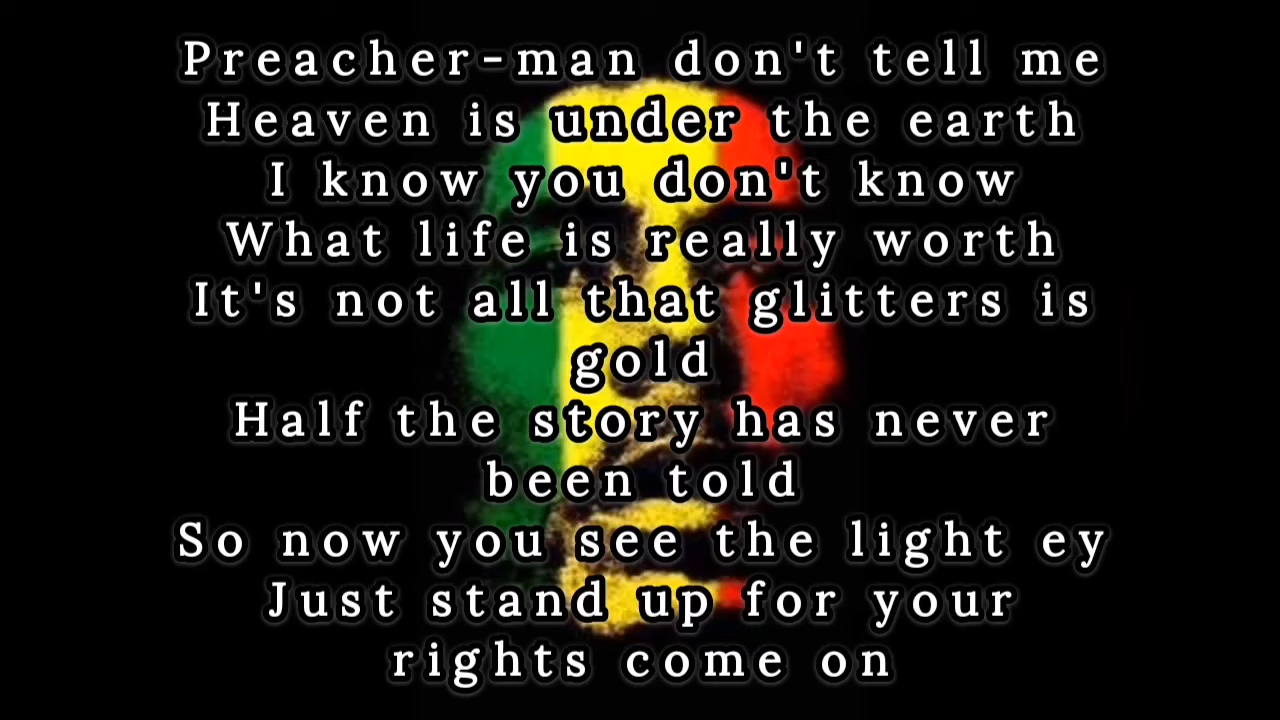 Preacher-man don't tell me
Heaven is under the earth
I know you don't know
What life is really worth
It's not all that glitters is
gold
Half the story has never
been told
So now you see the light ey
Just stand up for your
rights come on